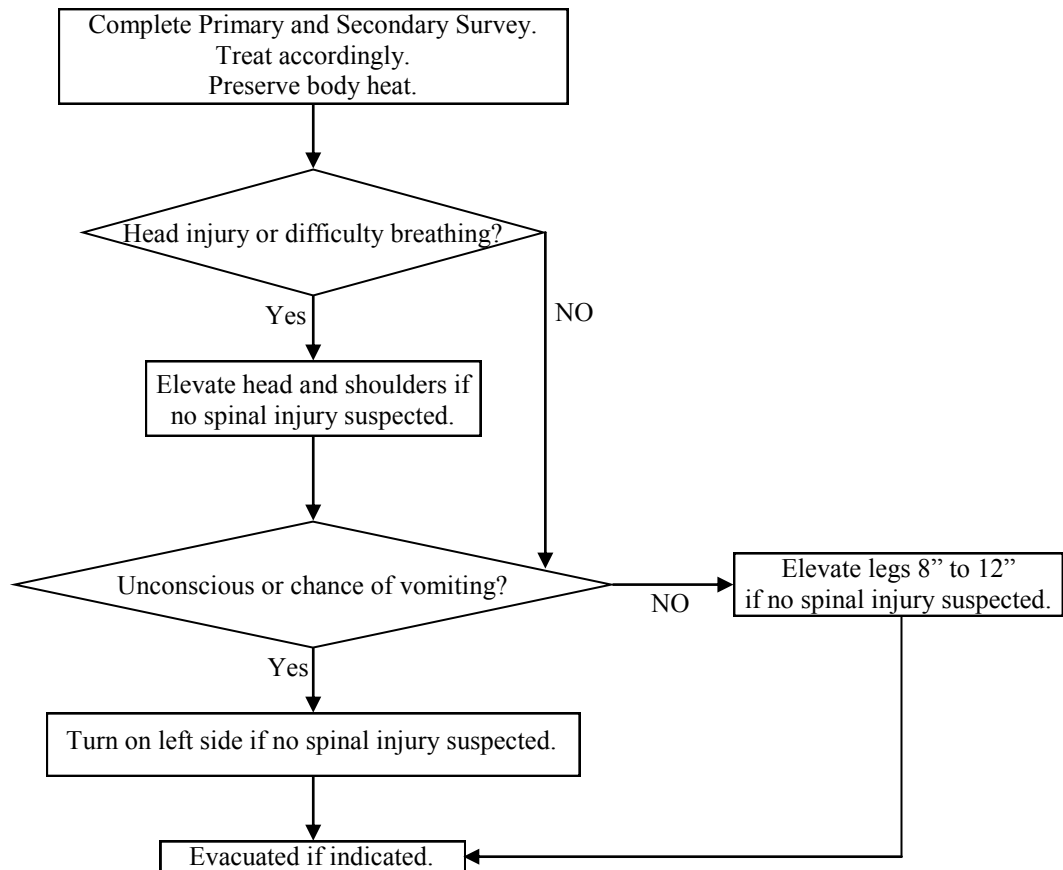 Complete Primary and Secondary Survey.
Treat accordingly.
Preserve body heat.
Head injury or difficulty breathing?
Yes
NO
Elevate head and shoulders if
no spinal injury suspected.
Unconscious or chance of vomiting?
NO
Elevate legs 8” to 12”
if no spinal injury suspected.
Yes
Turn on left side if no spinal injury suspected.
Evacuated if indicated.